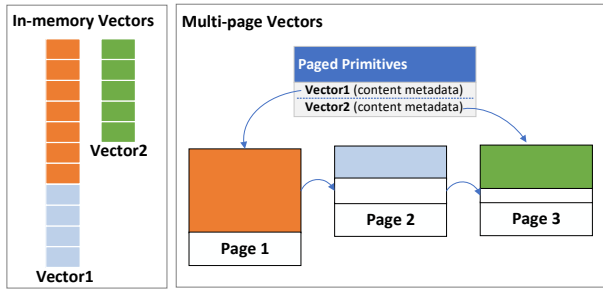 In-memory Vectors
Vector2
Vector1
Multi-page Vectors
Paged Primitives
Vector1 (content metadata)
Vector2 (content metadata)
Page 1
Page 2
Page 3